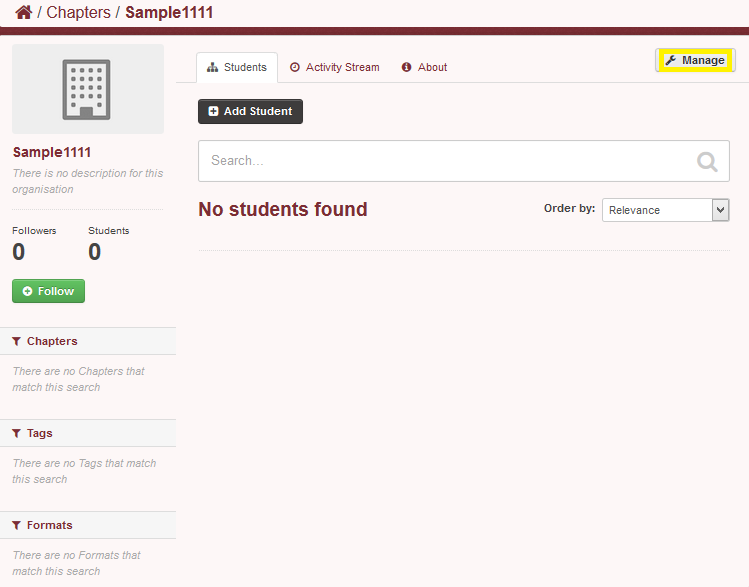 / Chapters / Sample1111
Students
Activity Stream
About
Manage
Add Student
Search...
No students found
Order by:
Relevance
Sample1111
There is no description for this
organisation
Followers
Students
0
0
Follow
Chapters
There are no Chapters that
match this search
Tags
There are no Tags that match
this search
Formats
There are no Formats that
match this search